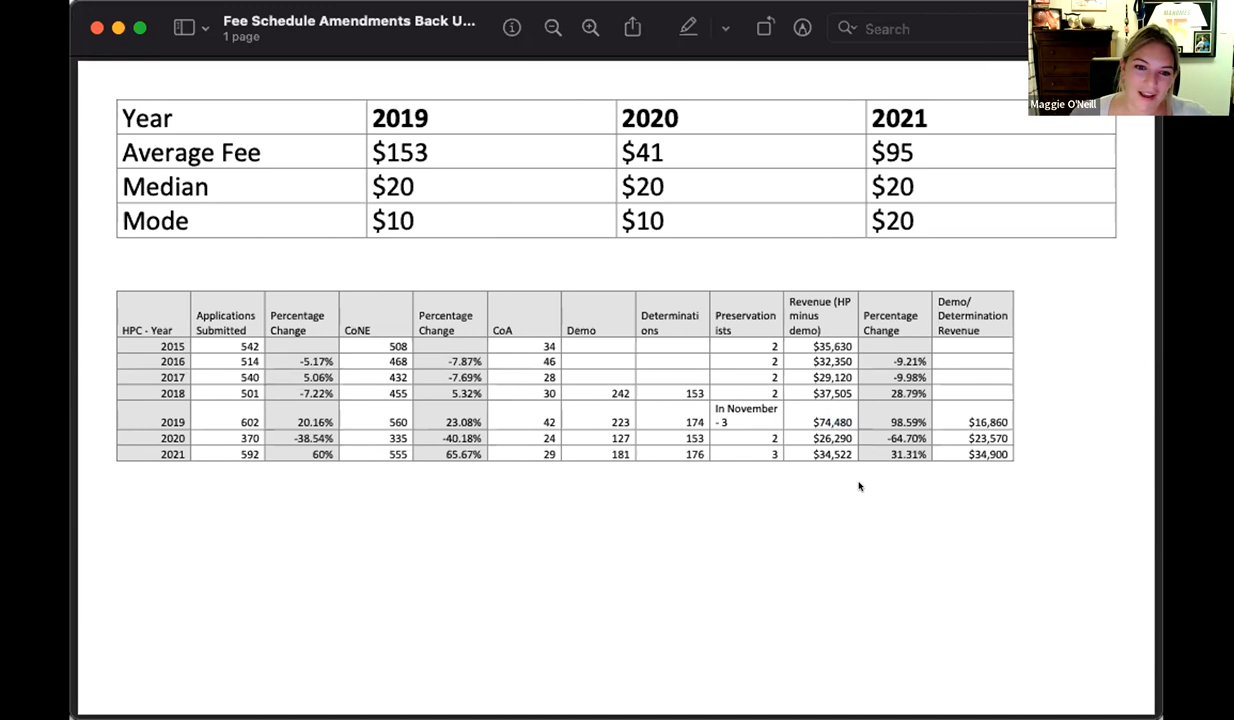 Fee Schedule Amendments Back U...
1 page
Search
Maggie O'Neill
Year 2019 2020 2021
Average Fee $153 $41 $95
Median $20 $20 $20
Mode $10 $10 $20
HPC - Year Applications Submitted Percentage Change CoNE Percentage Change CoA Demo Determinati ons Preservation ists Revenue (HP minus demo) Percentage Change Demo/ Determination Revenue
2015 542 508 34 2 $35,630
2016 514 -5.17% 468 -7.87% 46 2 $32,350 -9.21%
2017 540 5.06% 432 -7.69% 28 2 $29,120 -9.98%
2018 501 -7.22% 455 5.32% 30 242 153 2 $37,505 28.79%
2019 602 20.16% 560 23.08% 42 223 174 In November - 3 $74,480 98.59% $16,860
2020 370 -38.54% 335 -40.18% 24 127 153 2 $26,290 -64.70% $23,570
2021 592 60% 555 65.67% 29 181 176 3 $34,522 31.31% $34,900